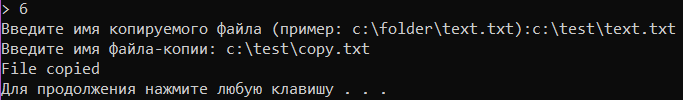 > 6
Введите имя копируемого файла (пример: c:\folder\text.txt):c:\test\text.txt
Введите имя файла-копии: c:\test\copy.txt
File copied
Для продолжения нажмите любую клавишу . . .